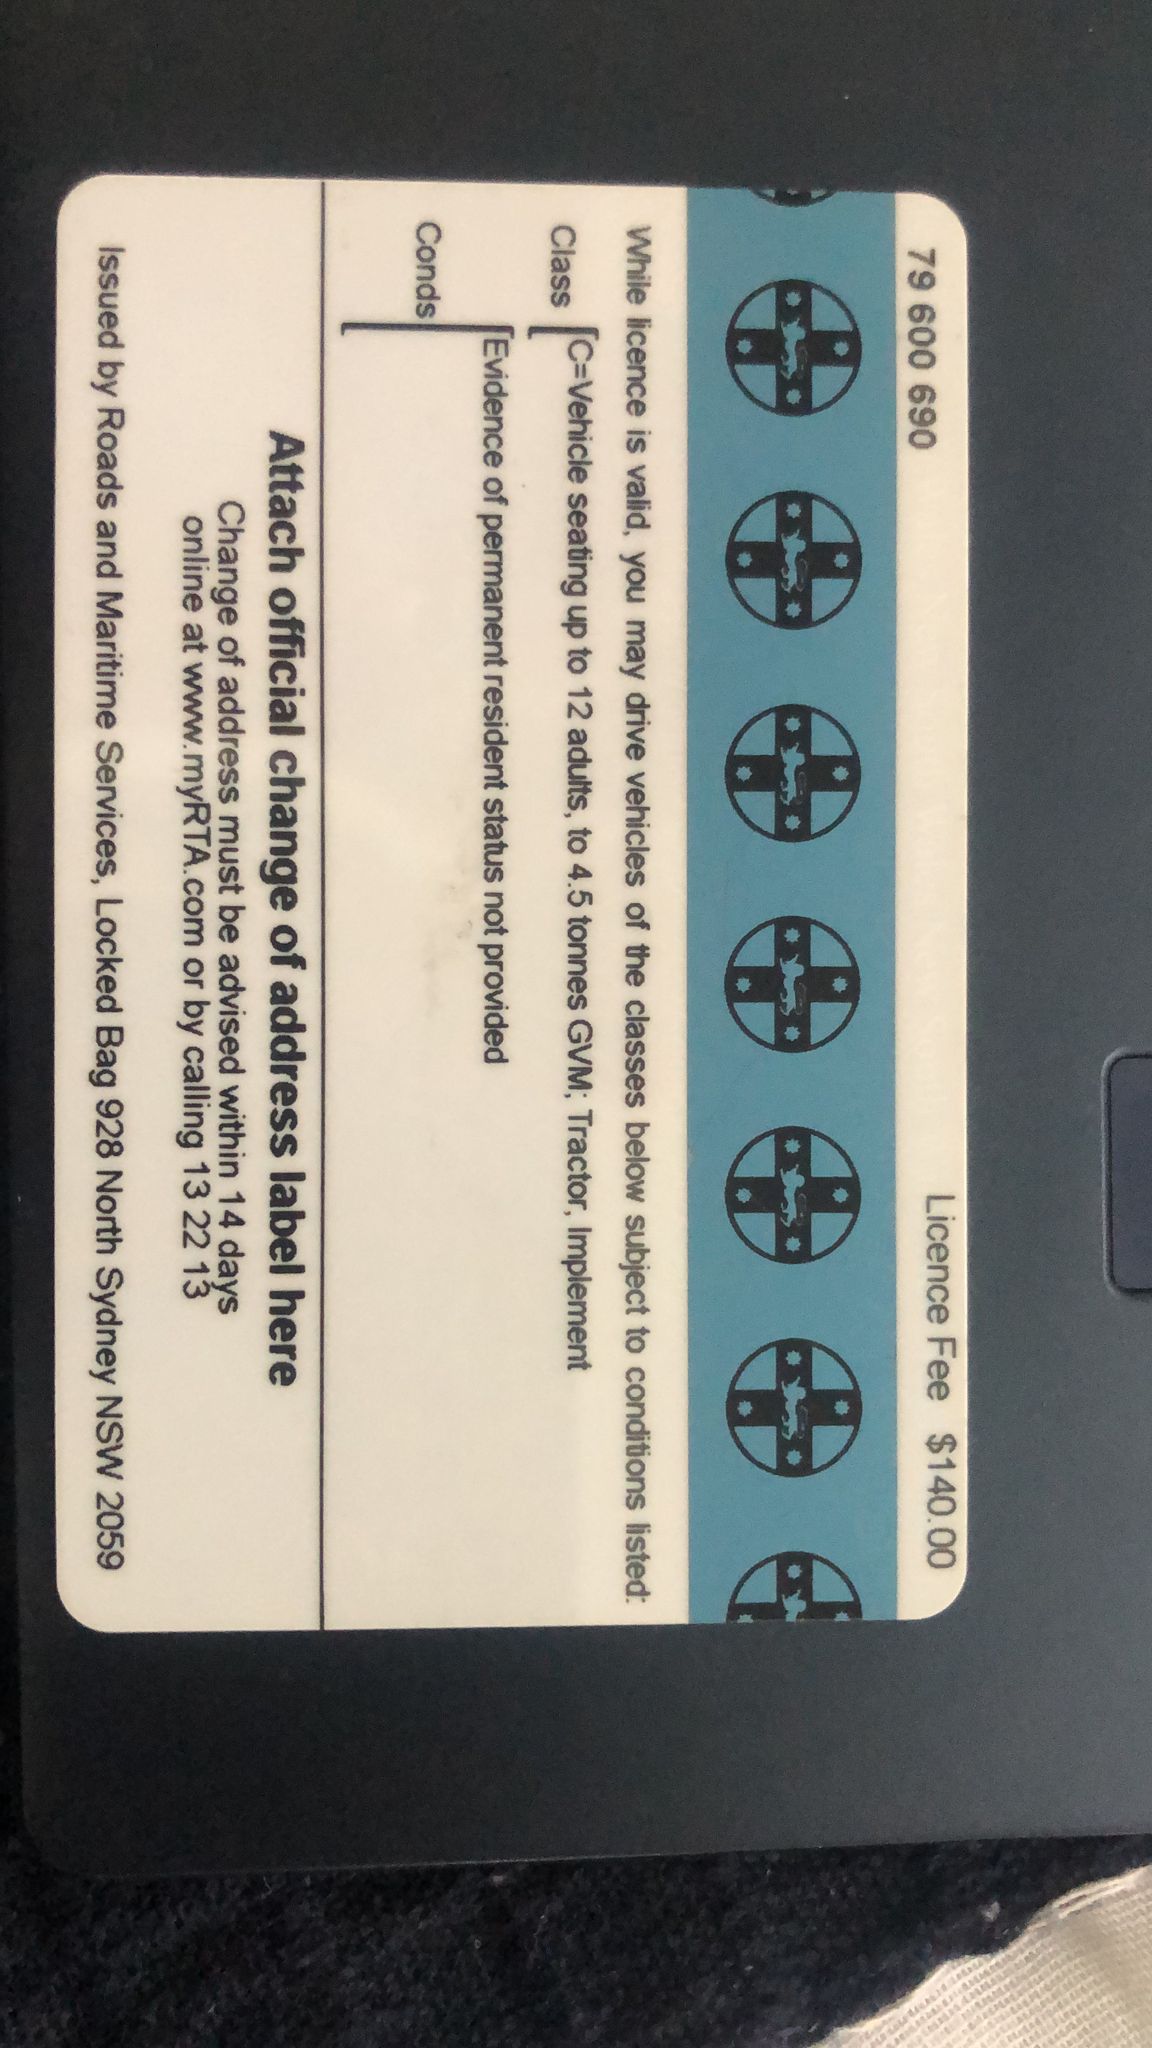 79 600 690 Licence Fee $140.00
While licence is valid, you may drive vehicles of the classes below subject to conditions listed:
Class [C=Vehicle seating up to 12 adults, to 4.5 tonnes GVM; Tractor, Implement
[Evidence of permanent resident status not provided
Conds
Attach official change of address label here
Change of address must be advised within 14 days
online at www.myRTA.com or by calling 13 22 13
Issued by Roads and Maritime Services, Locked Bag 928 North Sydney NSW 2059